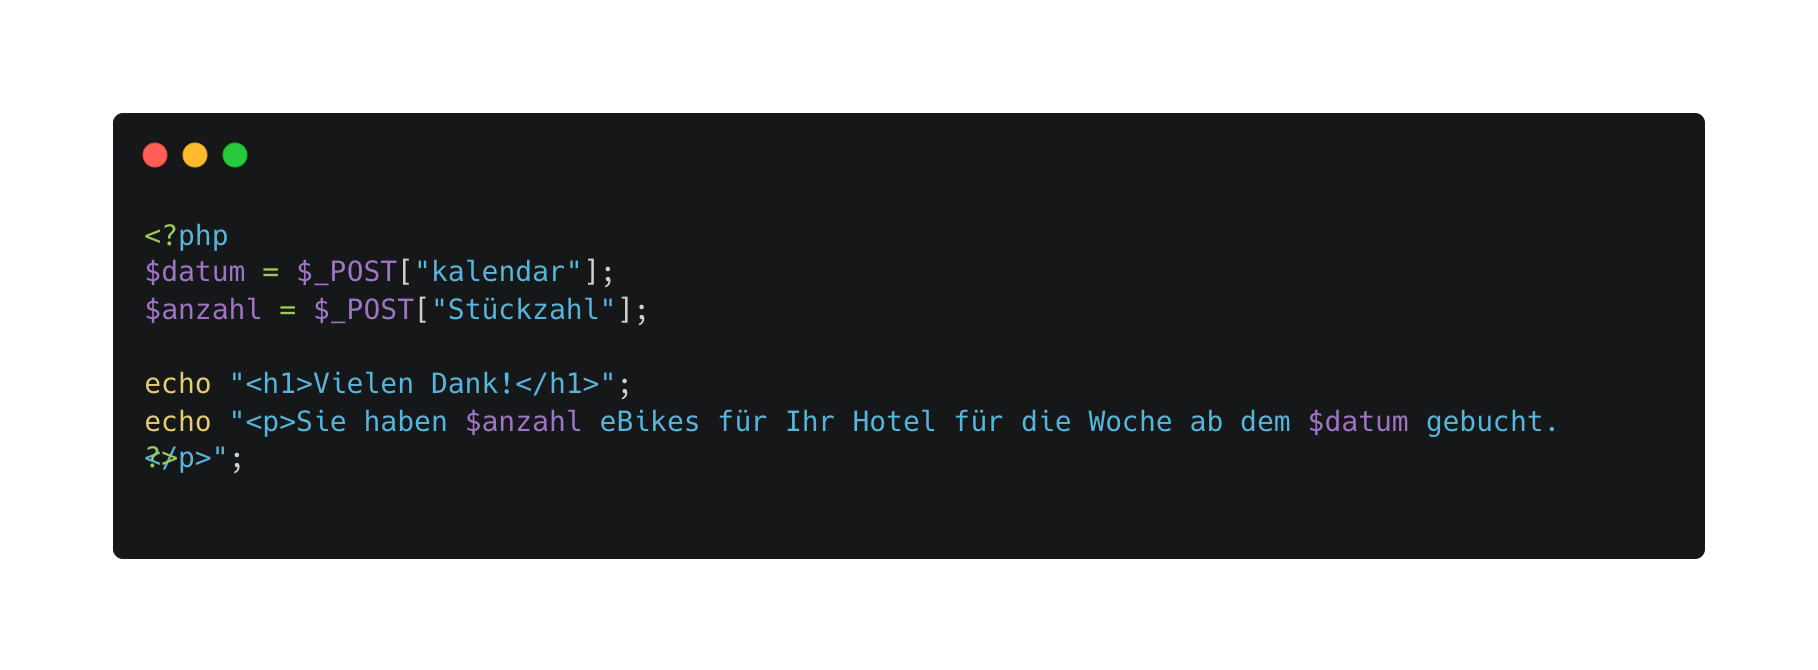 <?php
$datum = $_POST["kalendar"];
$anzahl = $_POST["Stückzahl"];
echo "<h1>Vielen Dank!</h1>";
echo "<p>Sie haben $anzahl eBikes für Ihr Hotel für die Woche ab dem $datum gebucht.
</p>";
?>